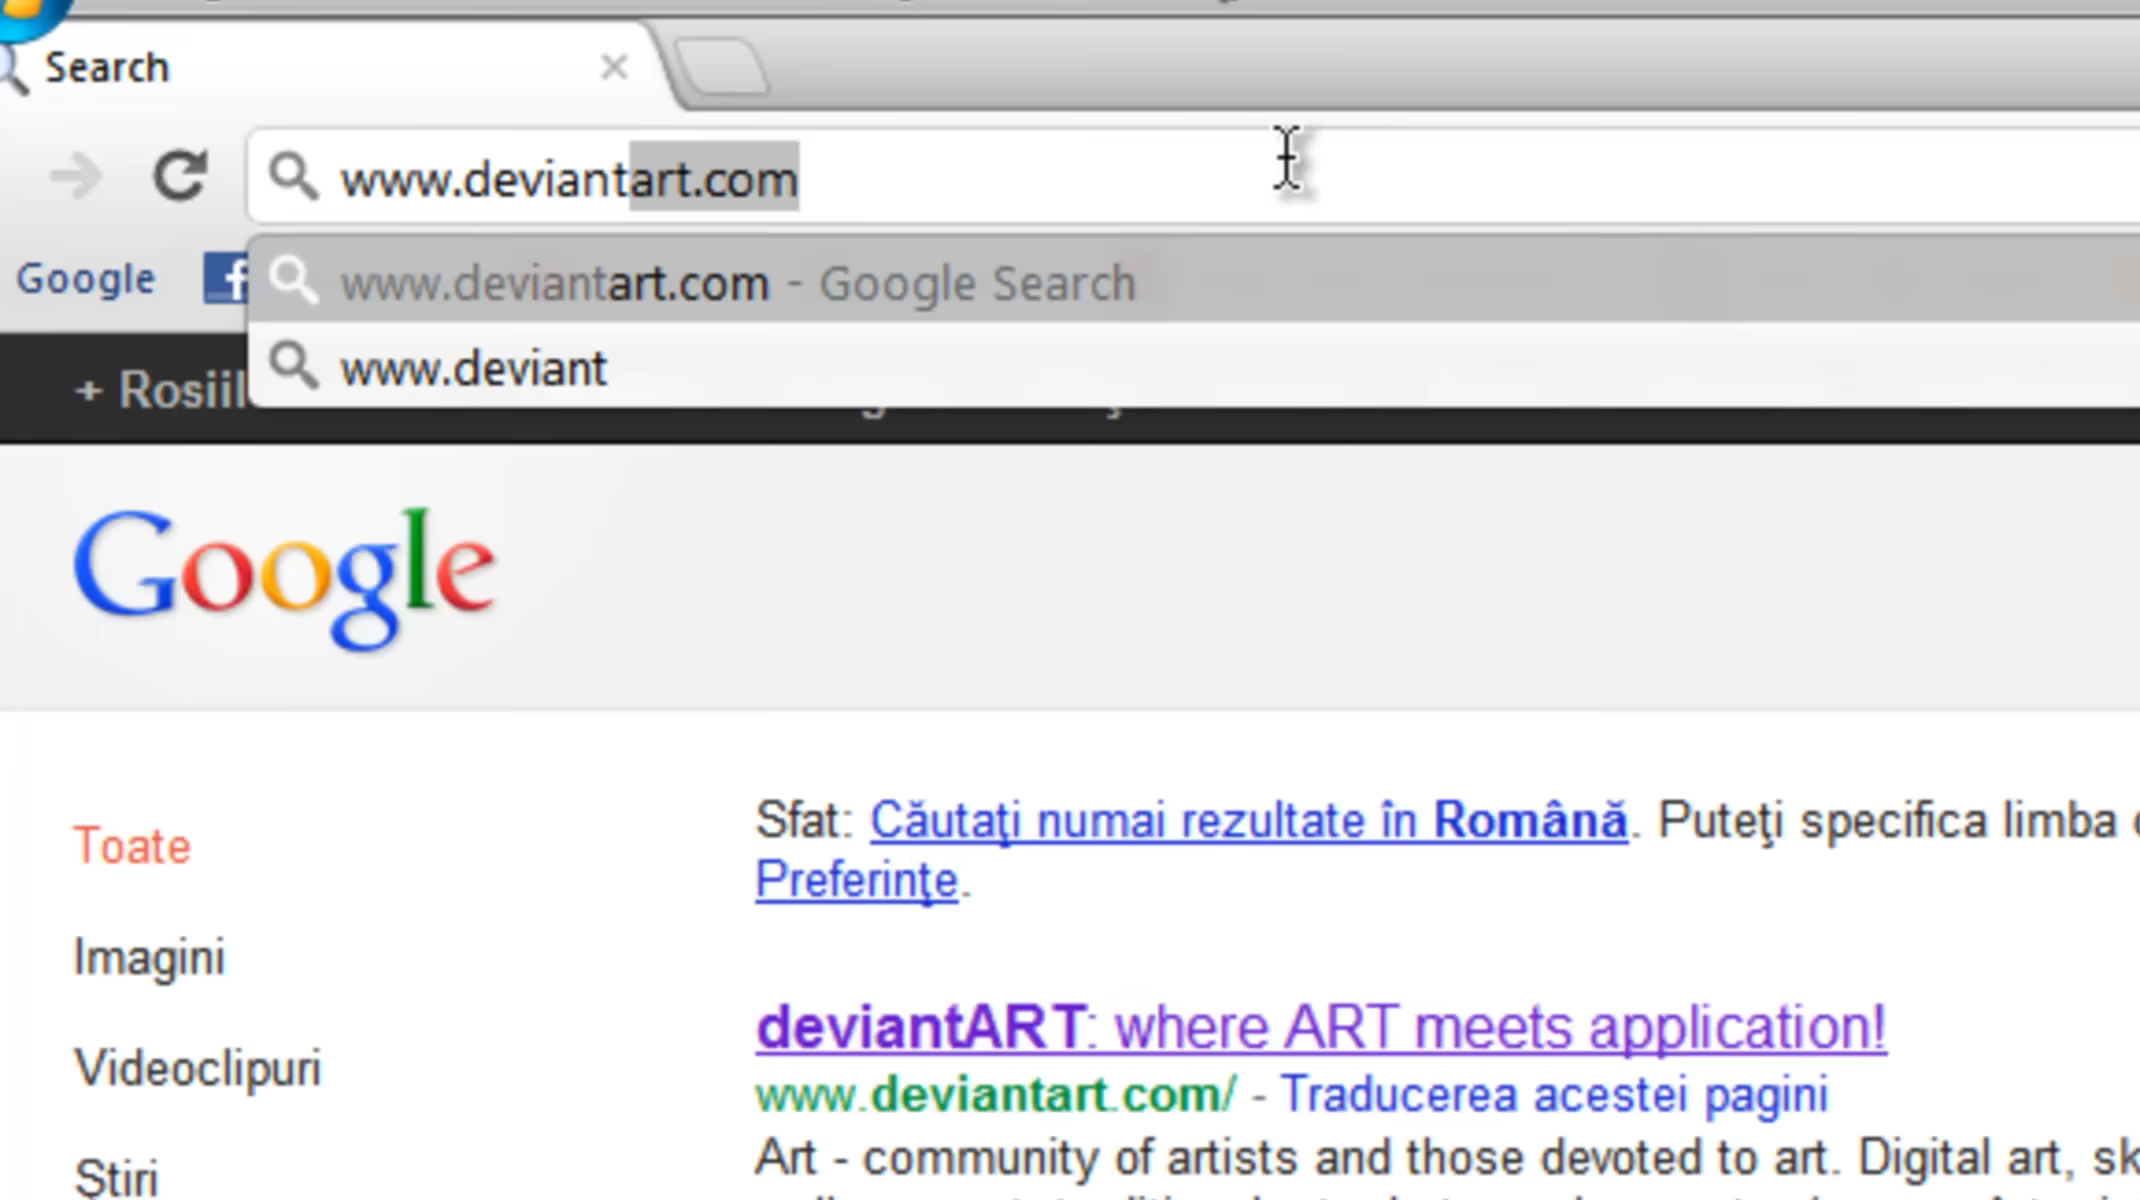 Search
www.deviantart.com
Google
www.deviantart.com - Google Search
www.deviant
+ Rosiil
Google
Toate
Imagini
Videoclipuri
Ştiri
Sfat: Căutaţi numai rezultate în Română. Puteţi specifica limba
Preferinţe.
deviantART: where ART meets application!
www.deviantart.com/ - Traducerea acestei pagini
Art - community of artists and those devoted to art. Digital art,